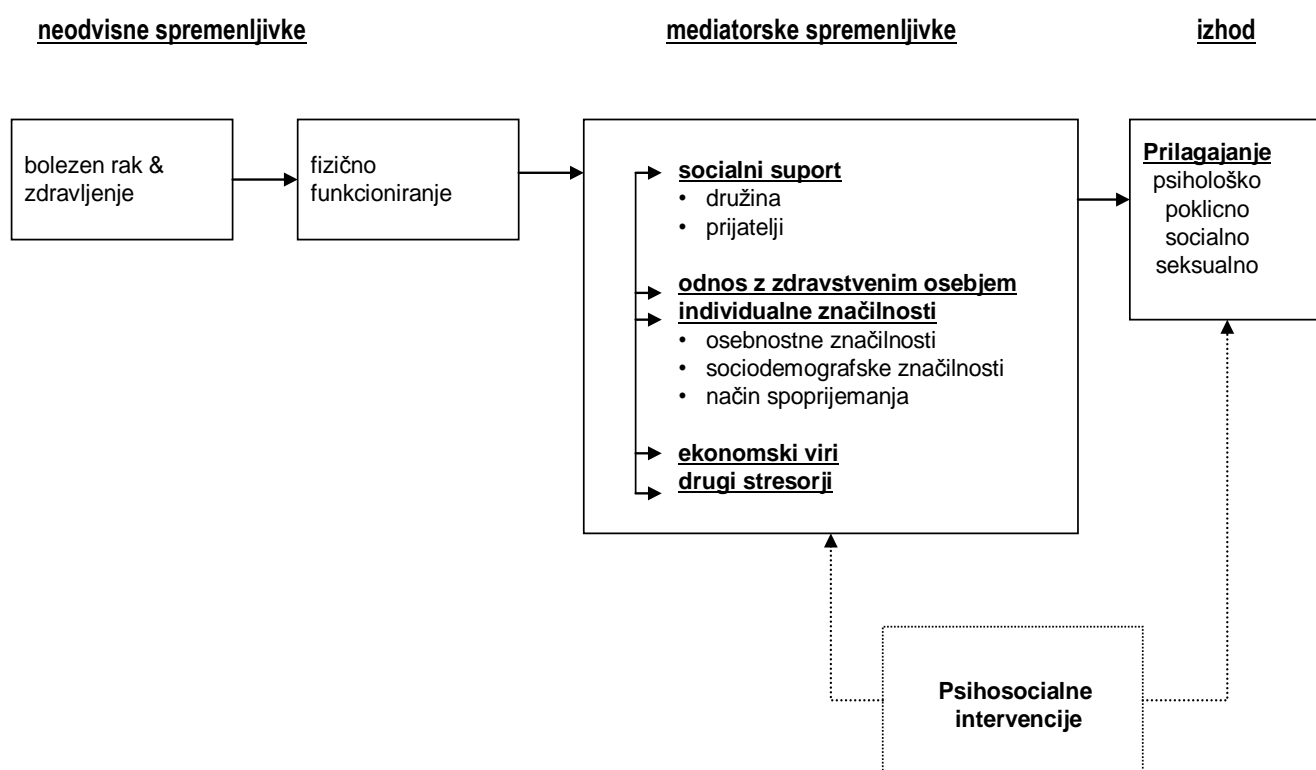 neodvisne spremenljivke
mediatorske spremenljivke
izhod
bolezen rak &
zdravljenje
fizično
funkcioniranje
socialni suport
• družina
• prijatelji
odnos z zdravstvenim osebjem
individualne značilnosti
• osebnostne značilnosti
• sociodemografske značilnosti
• način spoprijemanja
ekonomski viri
drugi stresorji
Prilagajanje
psihološko
poklicno
socialno
seksualno
Psihosocialne
intervencije